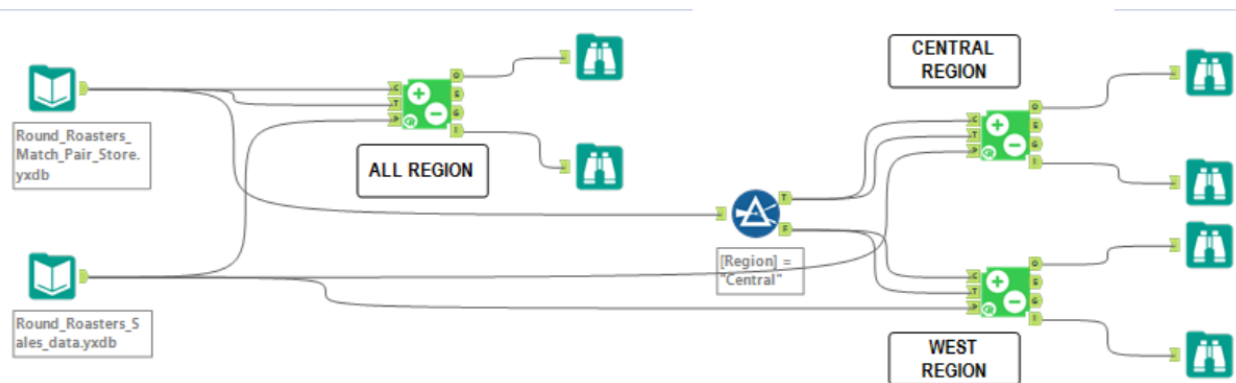 CENTRAL
REGION
Round_Roasters_
Match_Pair_Store.
yxdb
C
T
P
O
E
G
I
ALL REGION
C
T
P
O
E
G
I
T
F
[Region] =
"Central"
Round_Roasters_S
ales_data.yxdb
C
T
P
O
E
G
I
WEST
REGION